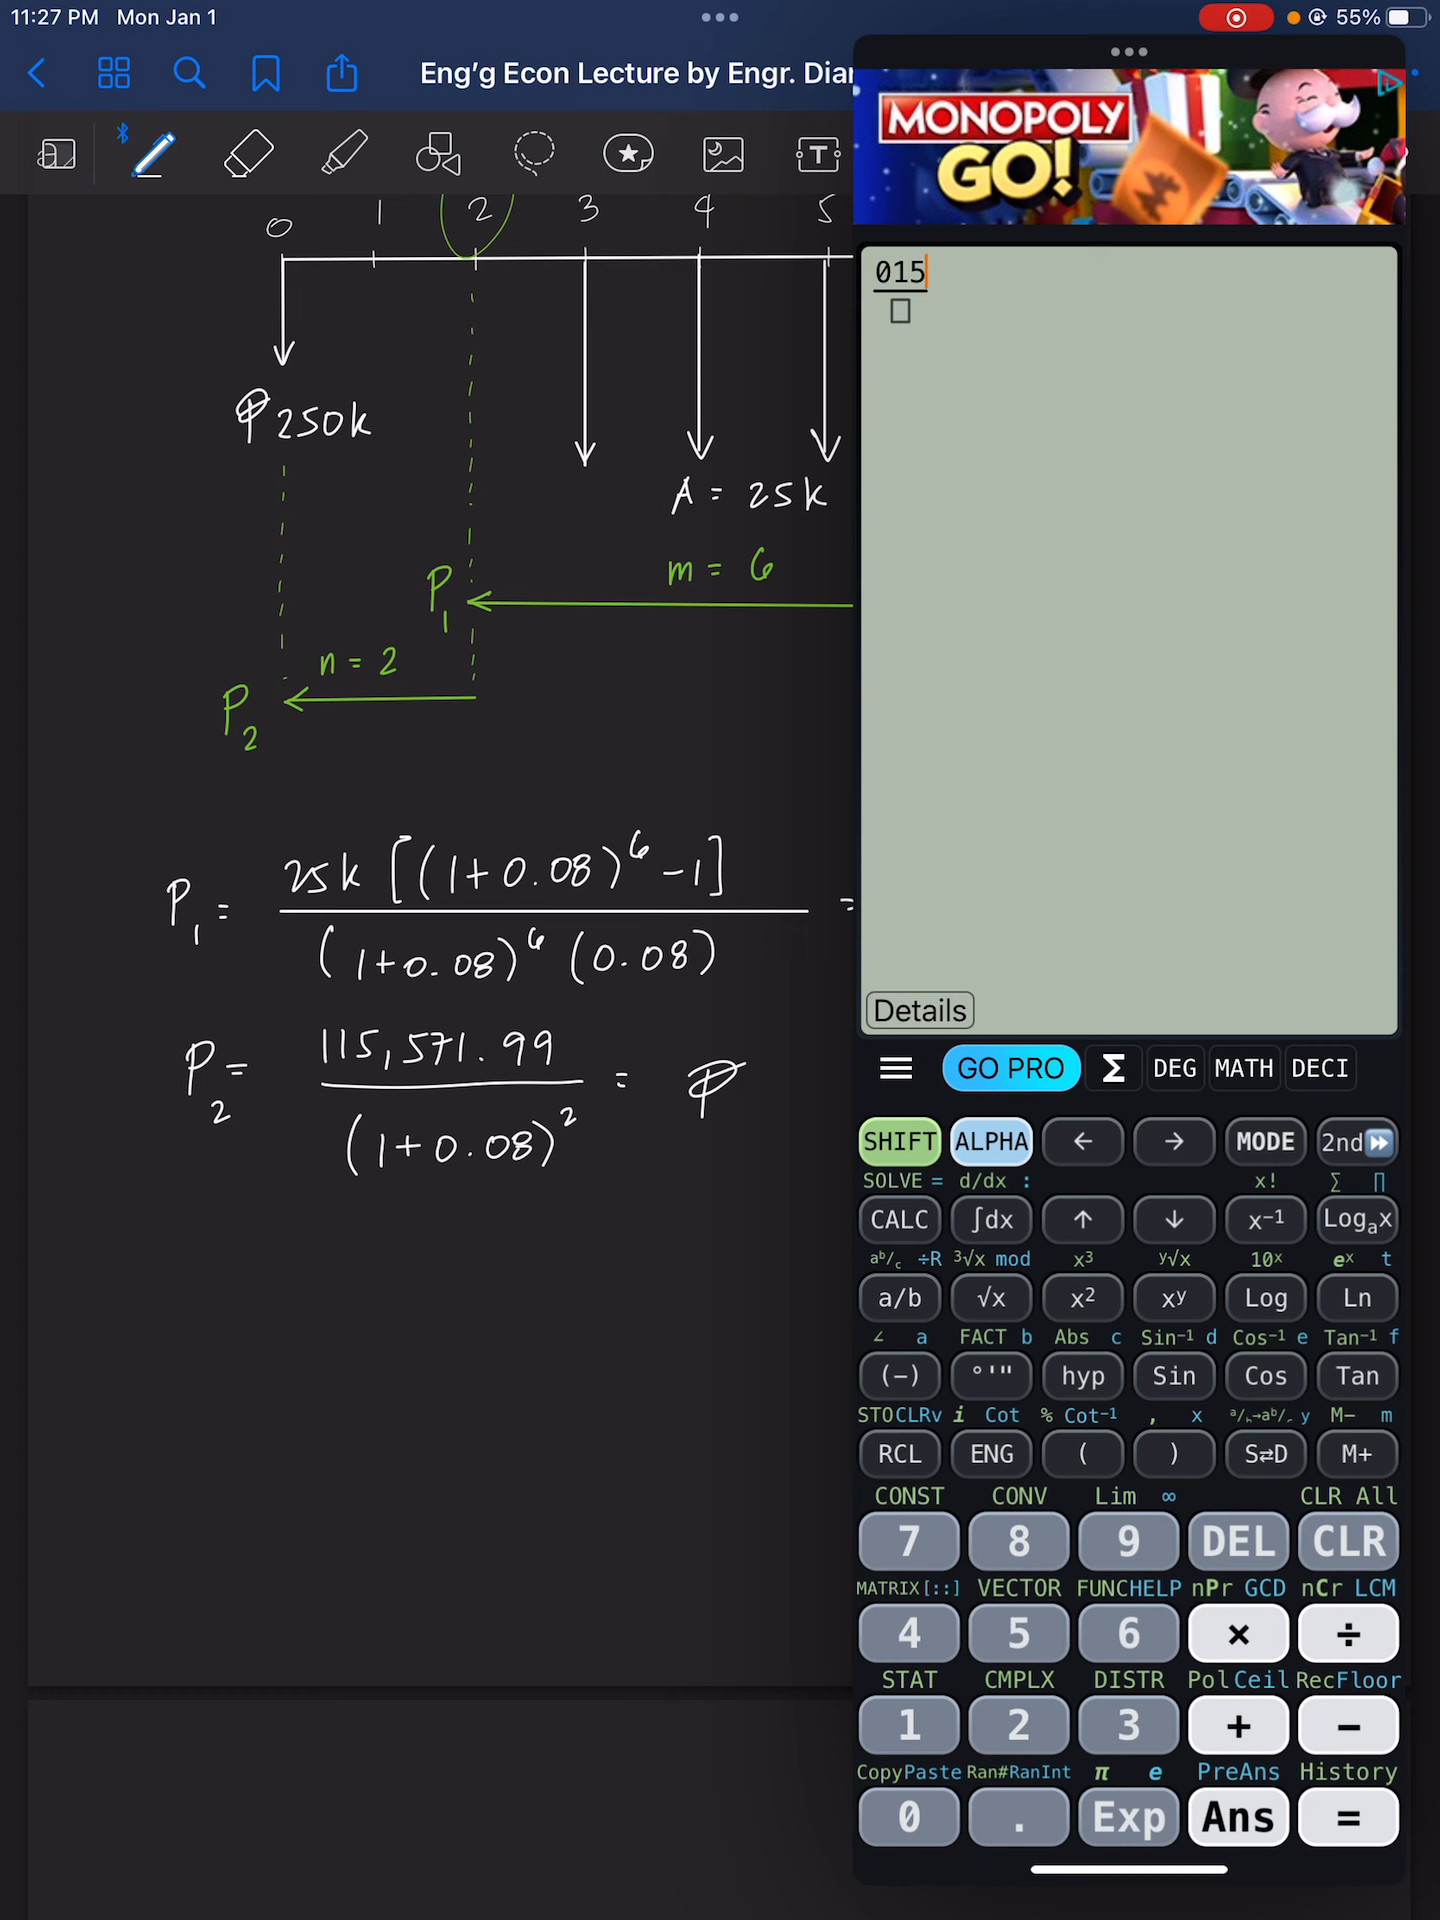 11:27 PM Mon Jan 1
55%
Eng'g Econ Lecture by Engr. Dian
MONOPOLY
GO!
T
0 1 2 3 4 5
₱250k
A = 25k
m = 6
P1
n = 2
P2
P1 = 25k [(1+0.08)^6 -1] =
(1+0.08)^6 (0.08)
P2 = 115,571.99 = ₱
(1+0.08)^2
015
Details
GO PRO Σ DEG MATH DECI
SHIFT ALPHA ← → MODE 2nd
SOLVE = d/dx : x! ∑ ∏
CALC ∫dx ↑ ↓ x⁻¹ Logₐx
aᵇ/c ÷R ³√x mod x³ ʸ√x 10ˣ eˣ t
a/b √x x² xʸ Log Ln
∠ a FACT b Abs c Sin⁻¹ d Cos⁻¹ e Tan⁻¹ f
(−) °'" hyp Sin Cos Tan
STO CLRv i Cot % Cot⁻¹ , x y M− m
RCL ENG ( ) S⇄D M+
CONST CONV Lim ∞ CLR All
7 8 9 DEL CLR
MATRIX [::] VECTOR FUNC HELP nPr GCD nCr LCM
4 5 6 × ÷
STAT CMPLX DISTR Pol Ceil Rec Floor
1 2 3 + −
Copy Paste Ran# RanInt π e PreAns History
0 . Exp Ans =